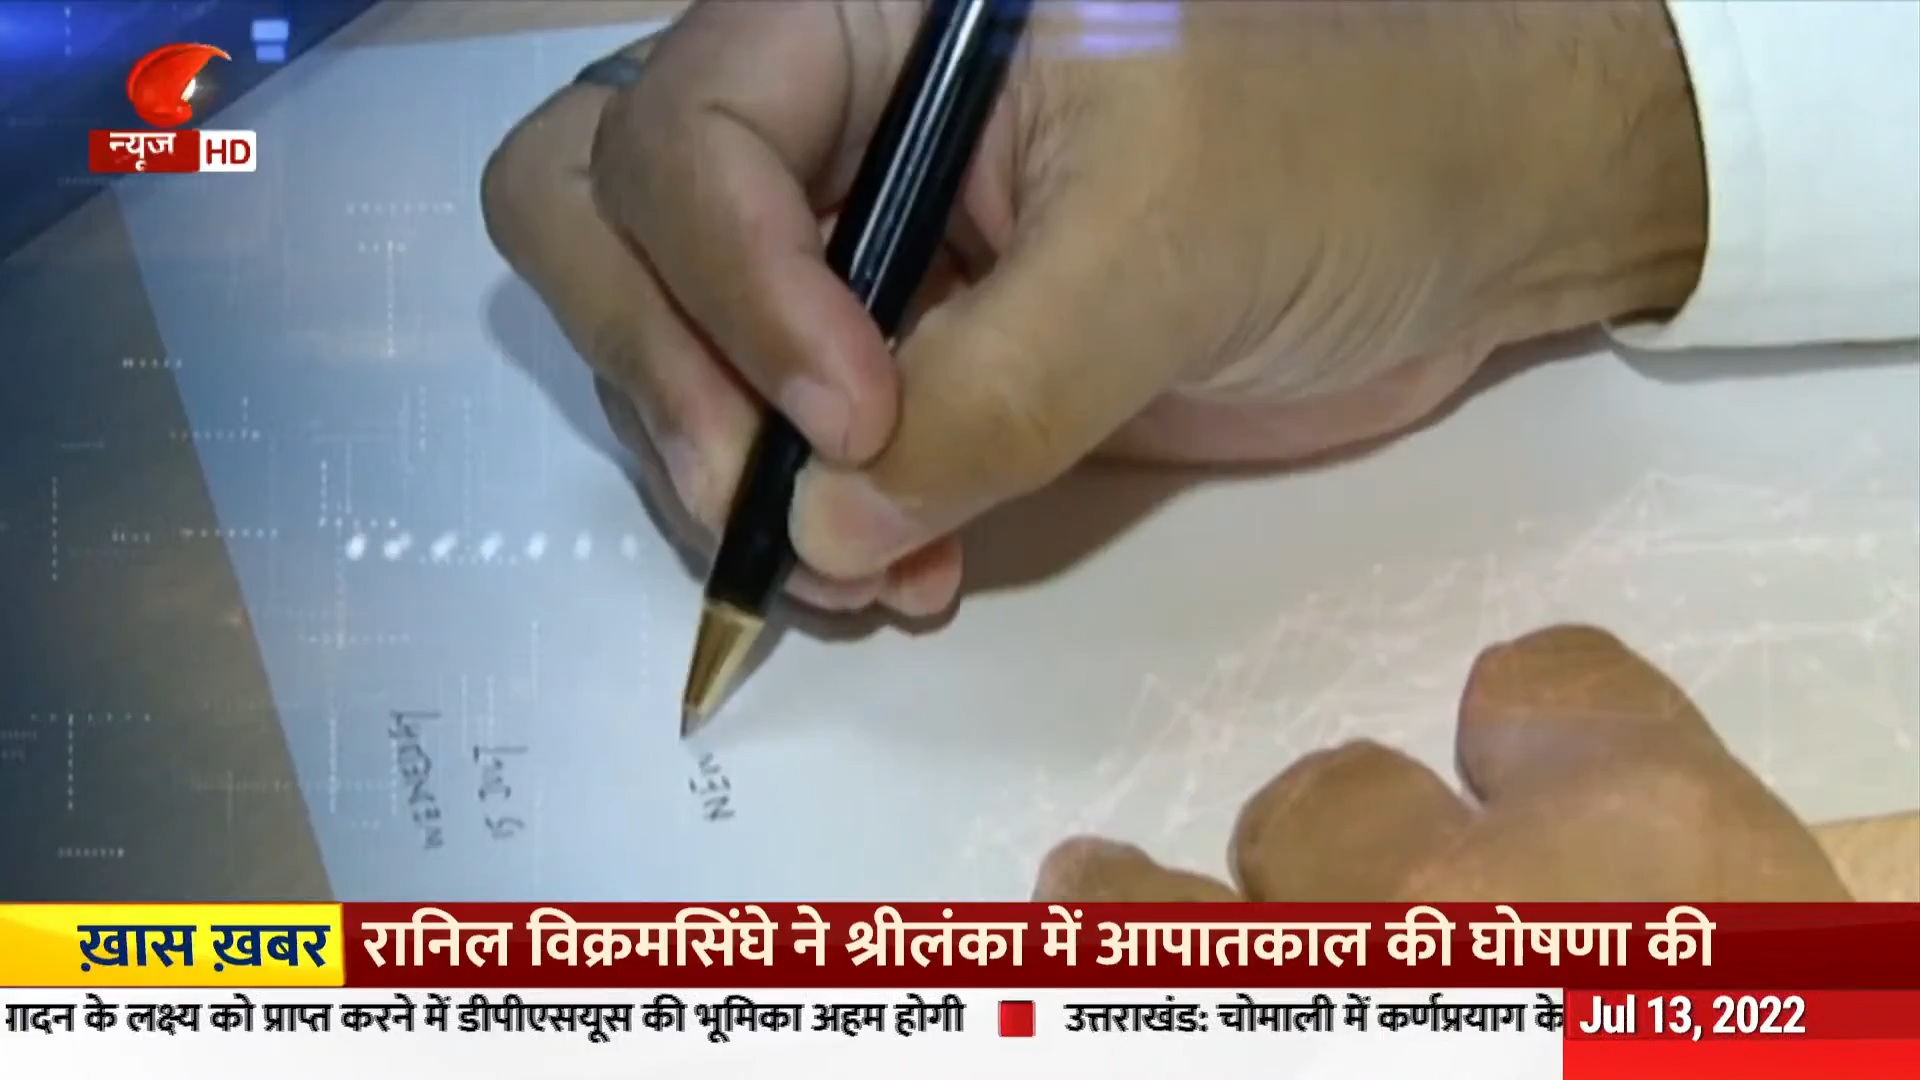 न्यूज HD
ख़ास ख़बर
रानिल विक्रमसिंघे ने श्रीलंका में आपातकाल की घोषणा की
के लक्ष्य को प्राप्त करने में डीपीएसयूस की भूमिका अहम होगी
उत्तराखंड: चोमाली में कर्णप्रयाग के
Jul 13, 2022